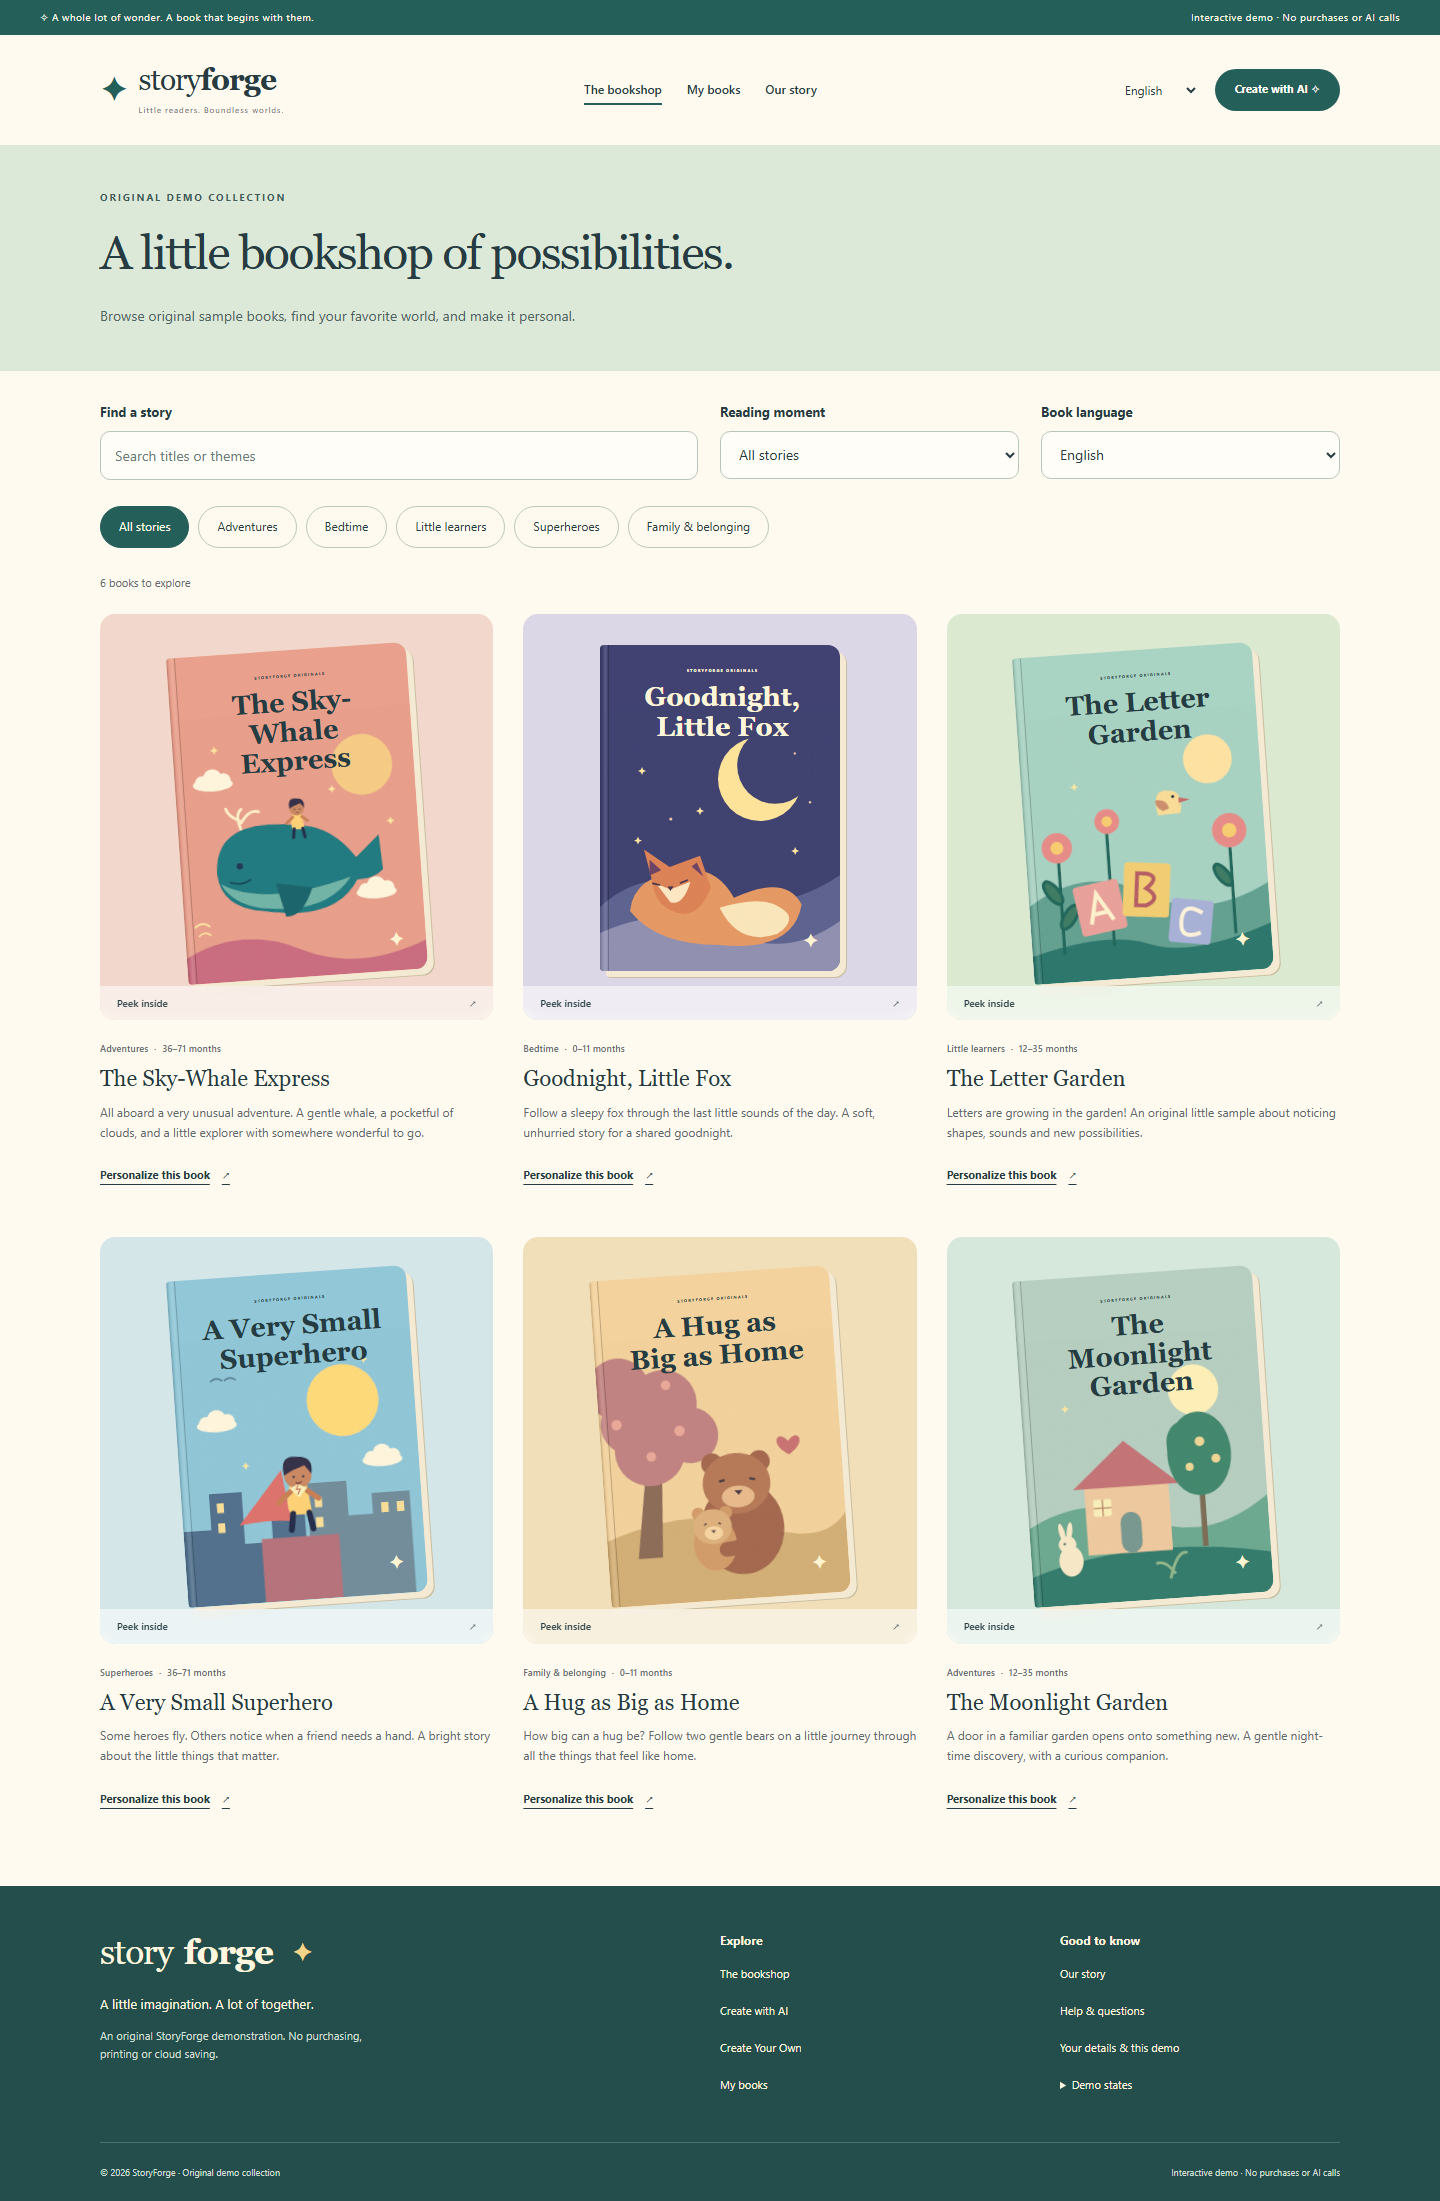 ✧ A whole lot of wonder. A book that begins with them.
Interactive demo · No purchases or AI calls
storyforge
Little readers. Boundless worlds.
The bookshop
My books
Our story
English
Create with AI ✧
ORIGINAL DEMO COLLECTION
A little bookshop of possibilities.
Browse original sample books, find your favorite world, and make it personal.
Find a story
Reading moment
Book language
Search titles or themes
All stories
English
All stories
Adventures
Bedtime
Little learners
Superheroes
Family & belonging
6 books to explore
STORYFORGE ORIGINALS
The Sky-
Whale
Express
Peek inside ↗
STORYFORGE ORIGINALS
Goodnight,
Little Fox
Peek inside ↗
STORYFORGE ORIGINALS
The Letter
Garden
A
B
C
Peek inside ↗
Adventures · 36–71 months
The Sky-Whale Express
All aboard a very unusual adventure. A gentle whale, a pocketful of
clouds, and a little explorer with somewhere wonderful to go.
Personalize this book ↗
Bedtime · 0–11 months
Goodnight, Little Fox
Follow a sleepy fox through the last little sounds of the day. A soft,
unhurried story for a shared goodnight.
Personalize this book ↗
Little learners · 12–35 months
The Letter Garden
Letters are growing in the garden! An original little sample about noticing
shapes, sounds and new possibilities.
Personalize this book ↗
STORYFORGE ORIGINALS
A Very Small
Superhero
Peek inside ↗
STORYFORGE ORIGINALS
A Hug as
Big as Home
Peek inside ↗
STORYFORGE ORIGINALS
The
Moonlight
Garden
Peek inside ↗
Superheroes · 36–71 months
A Very Small Superhero
Some heroes fly. Others notice when a friend needs a hand. A bright story
about the little things that matter.
Personalize this book ↗
Family & belonging · 0–11 months
A Hug as Big as Home
How big can a hug be? Follow two gentle bears on a little journey through
all the things that feel like home.
Personalize this book ↗
Adventures · 12–35 months
The Moonlight Garden
A door in a familiar garden opens onto something new. A gentle night-
time discovery, with a curious companion.
Personalize this book ↗
story forge
A little imagination. A lot of together.
An original StoryForge demonstration. No purchasing,
printing or cloud saving.
Explore
The bookshop
Create with AI
Create Your Own
My books
Good to know
Our story
Help & questions
Your details & this demo
▶ Demo states
© 2026 StoryForge · Original demo collection
Interactive demo · No purchases or AI calls